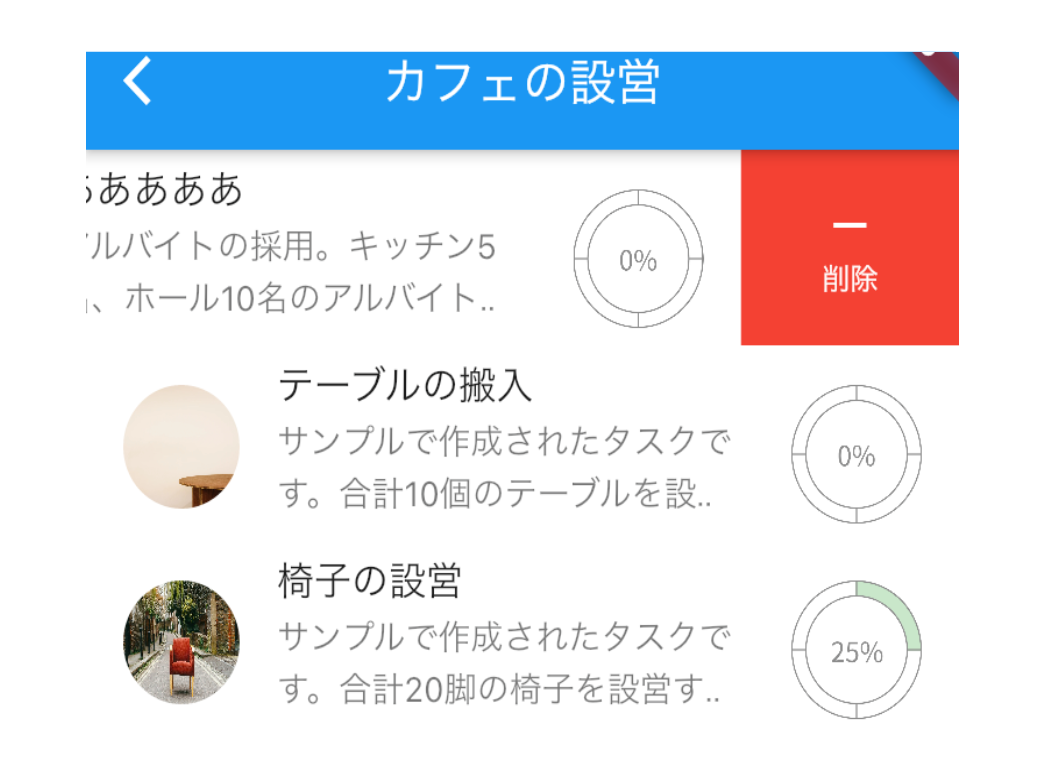 カフェの設営
ああああ
ルバイトの採用。キッチン5
0%
削除
、ホール10名のアルバイト..
テーブルの搬入
サンプルで作成されたタスクで
す。合計10個のテーブルを設..
0%
椅子の設営
サンプルで作成されたタスクで
す。合計20脚の椅子を設営す..
25%